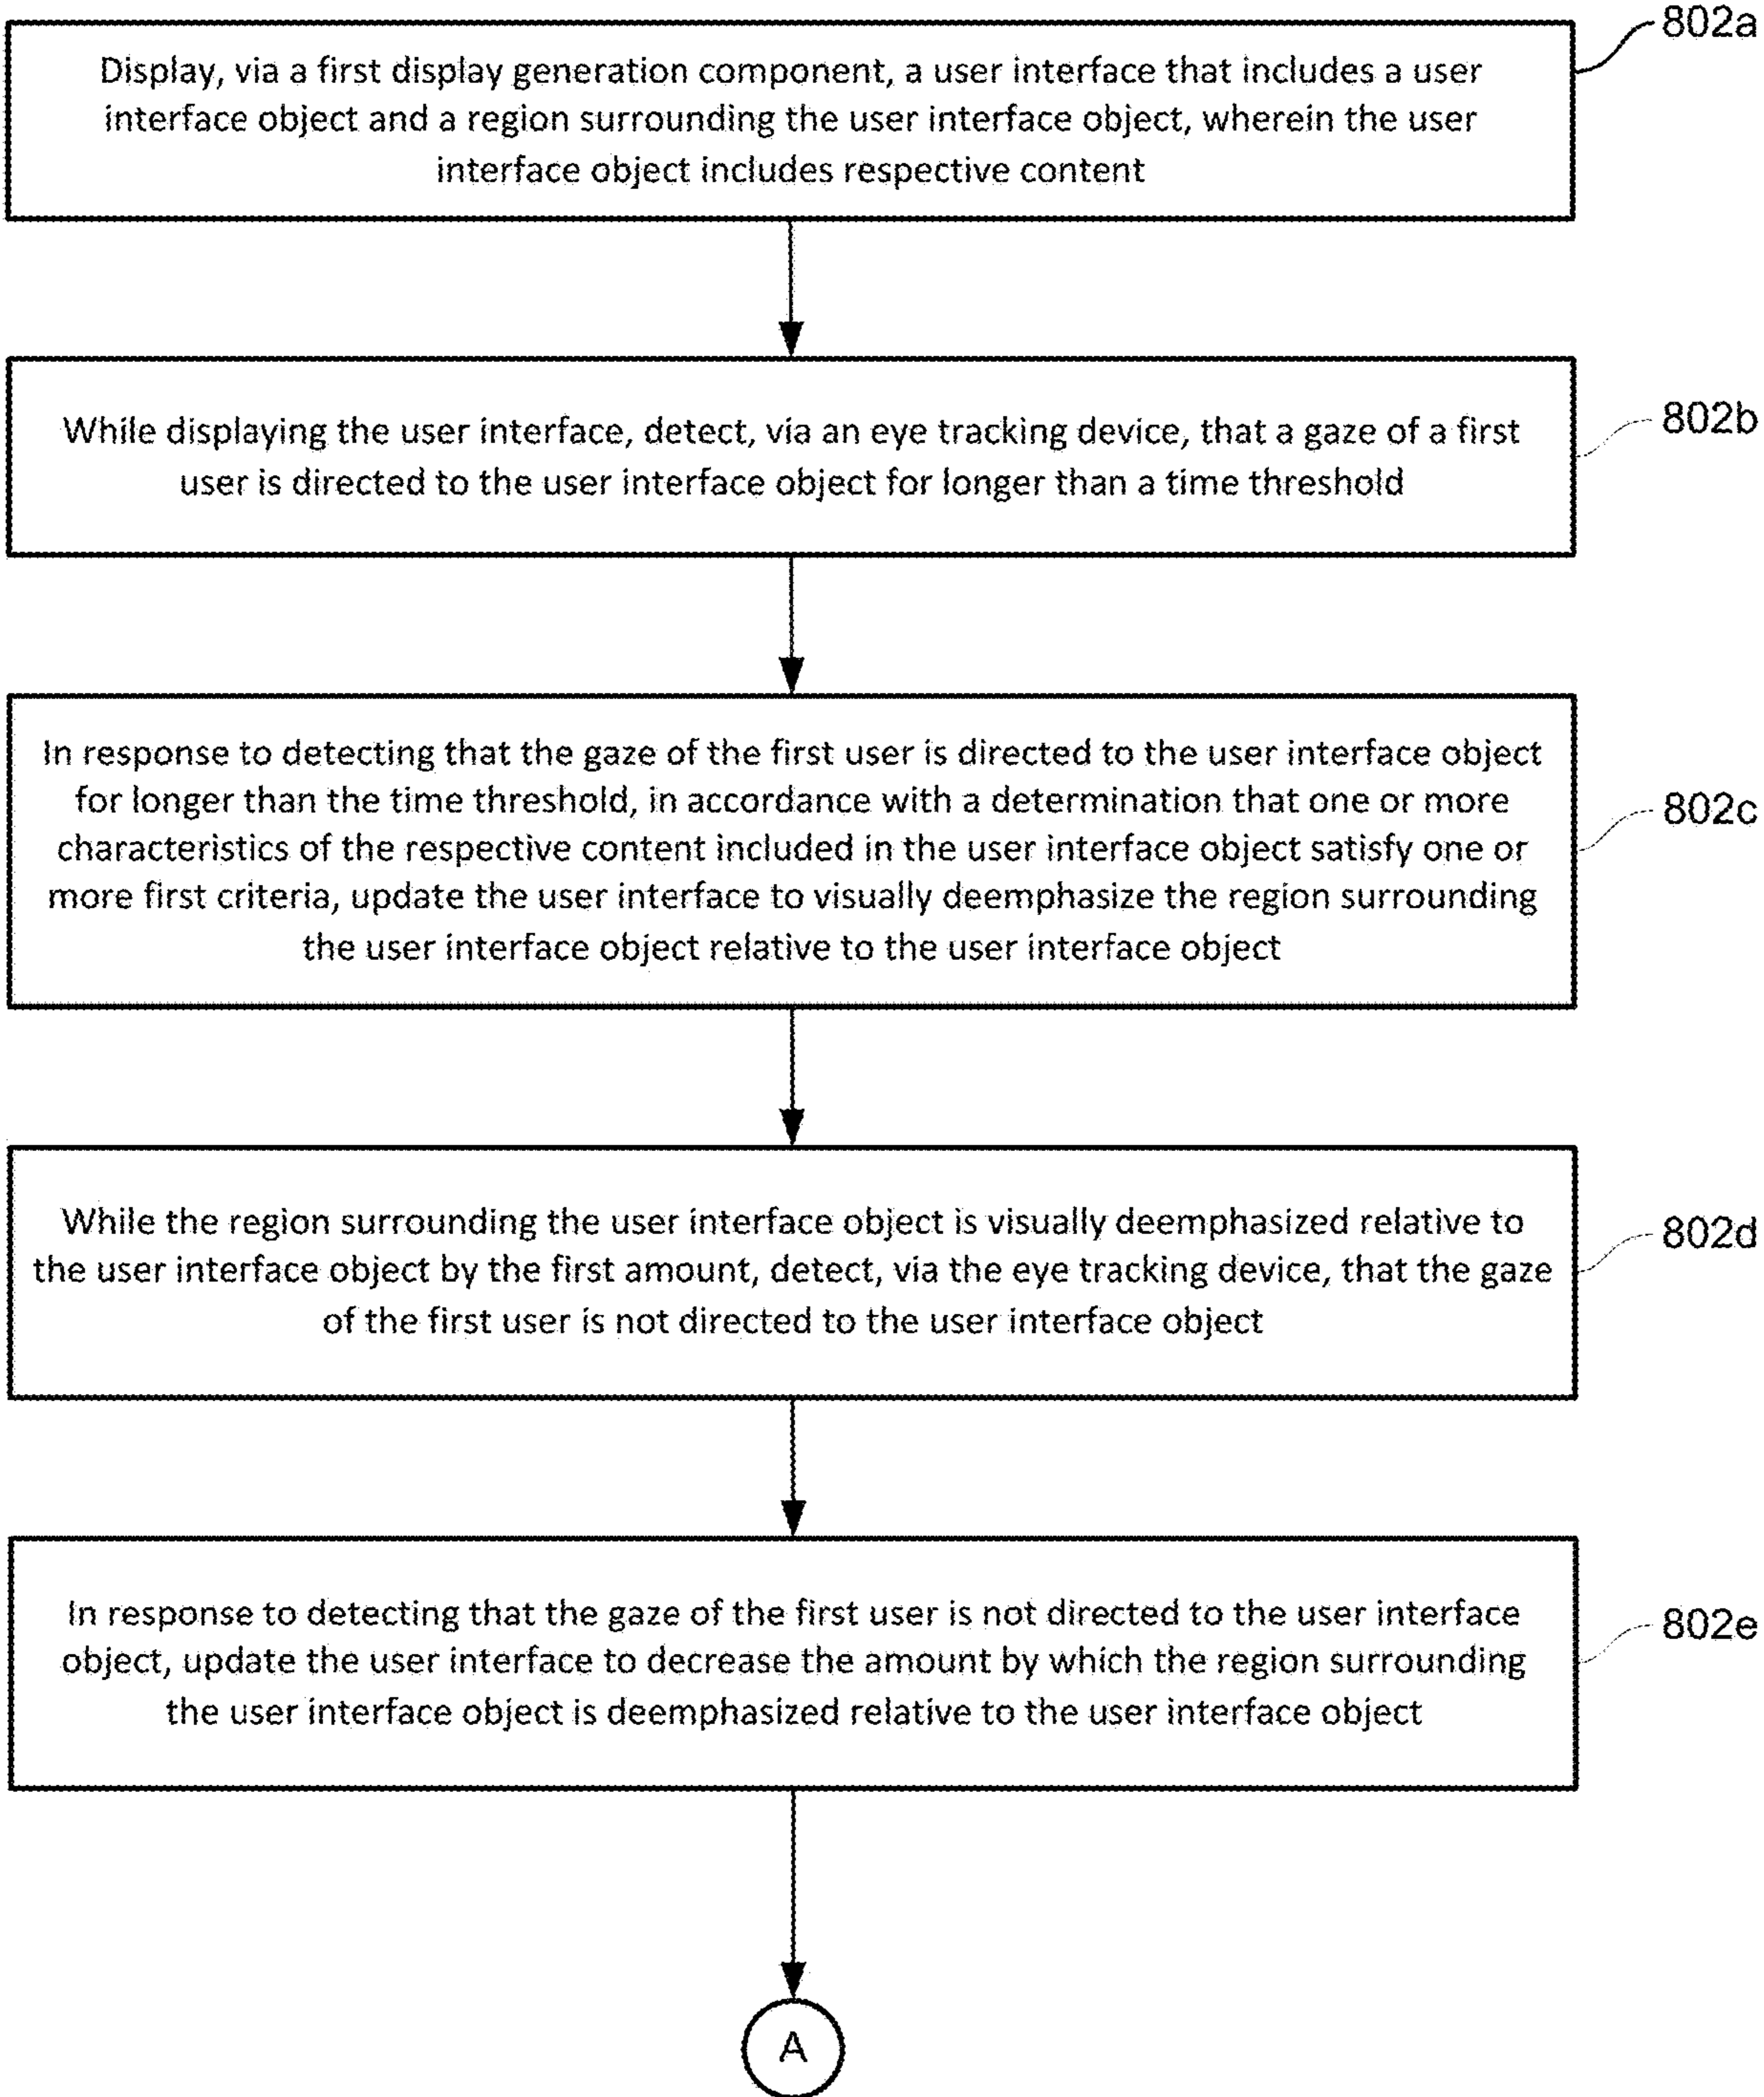 802a
Display, via a first display generation component, a user interface that includes a user
interface object and a region surrounding the user interface object, wherein the user
interface object includes respective content
802b
While displaying the user interface, detect, via an eye tracking device, that a gaze of a first
user is directed to the user interface object for longer than a time threshold
802c
In response to detecting that the gaze of the first user is directed to the user interface object
for longer than the time threshold, in accordance with a determination that one or more
characteristics of the respective content included in the user interface object satisfy one or
more first criteria, update the user interface to visually deemphasize the region surrounding
the user interface object relative to the user interface object
802d
While the region surrounding the user interface object is visually deemphasized relative to
the user interface object by the first amount, detect, via the eye tracking device, that the gaze
of the first user is not directed to the user interface object
802e
In response to detecting that the gaze of the first user is not directed to the user interface
object, update the user interface to decrease the amount by which the region surrounding
the user interface object is deemphasized relative to the user interface object
A